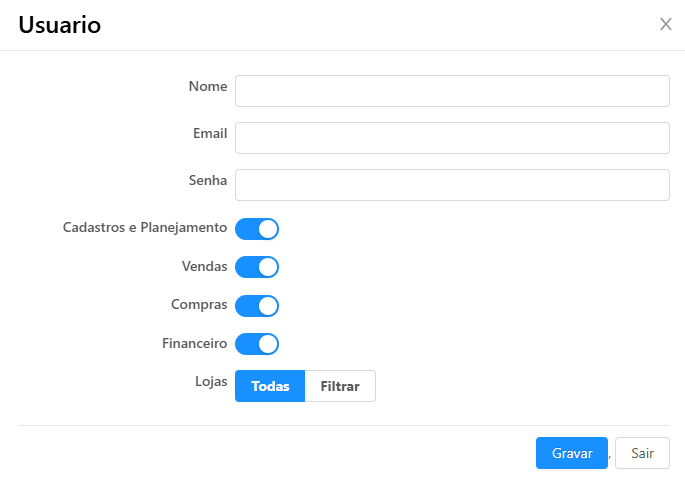 Usuario
Nome
Email
Senha
Cadastros e Planejamento
Vendas
Compras
Financeiro
Lojas Todas Filtrar
Gravar , Sair